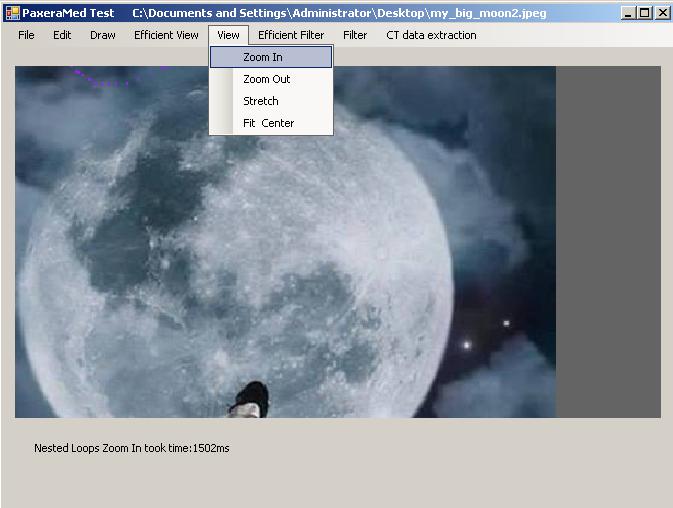 PaxeraMed Test C:\Documents and Settings\Administrator\Desktop\my_big_moon2.jpeg
File Edit Draw Efficient View View Efficient Filter Filter CT data extraction
Zoom In
Zoom Out
Stretch
Fit Center
Nested Loops Zoom In took time:1502ms